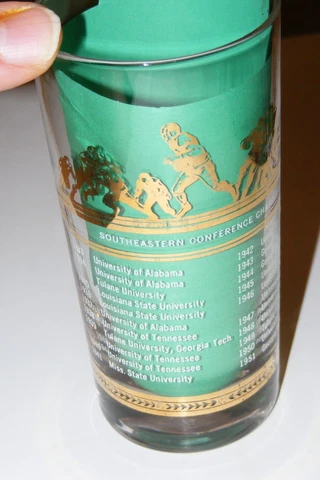 SOUTHEASTERN CONFERENCE
University of Alabama 1942
University of Alabama 1943
Tulane University 1944
Louisiana State University 1945
Louisiana State University 1946
University of Alabama
University of Tennessee 1947
Tulane University, Georgia Tech 1948
University of Tennessee 1949
University of Tennessee 1950
Miss. State University 1951